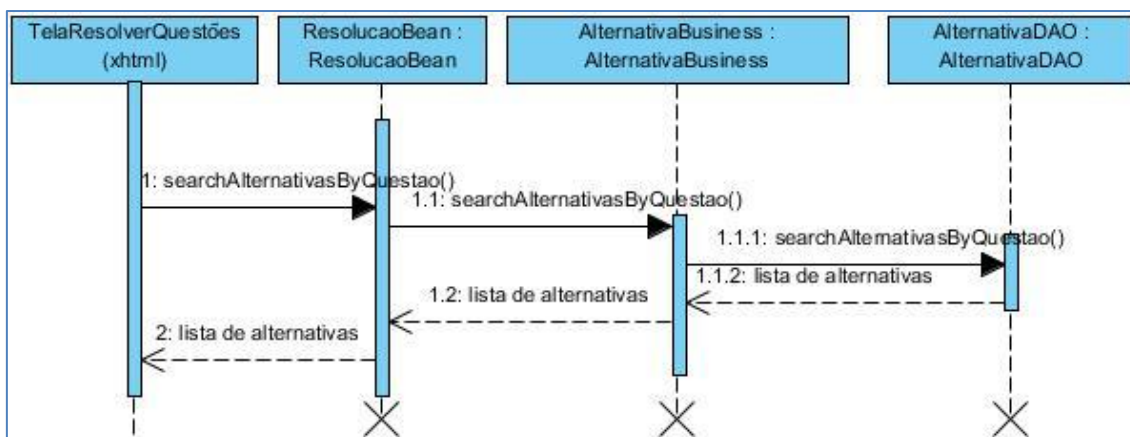 TelaResolverQuestões
(xhtml)
ResolucaoBean :
ResolucaoBean
AlternativaBusiness :
AlternativaBusiness
AlternativaDAO :
AlternativaDAO
1: searchAlternativasByQuestao()
1.1: searchAlternativasByQuestao()
1.1.1: searchAlternativasByQuestao()
1.1.2: lista de alternativas
1.2: lista de alternativas
2: lista de alternativas